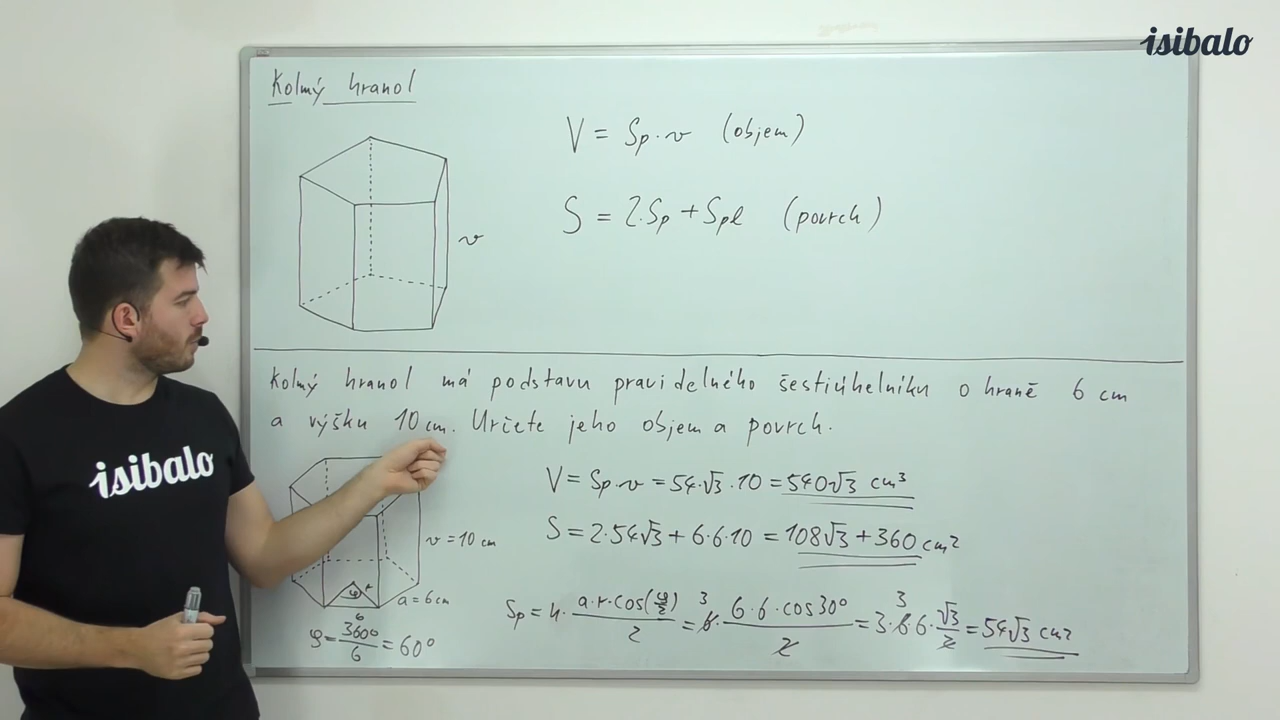 isibalo
Kolmý hranol
V = Sp·v (objem)
S = 2·Sp + Spl (povrch)
v
Kolmý hranol má podstavu pravidelného šestiúhelníku o hraně 6 cm
a výšku 10 cm. Určete jeho objem a povrch.
isibalo
V = Sp·v = 54·√3·10 = 540√3 cm³
S = 2·54√3 + 6·6·10 = 108√3 + 360 cm²
v = 10 cm
φ r
a = 6 cm
Sp = n· a·r·cos(φ/2) / 2 = 3 6· 6·6·cos30° / 2 = 3·6 3 6·√3/2 = 54√3 cm²
6
φ = 360°/6 = 60°